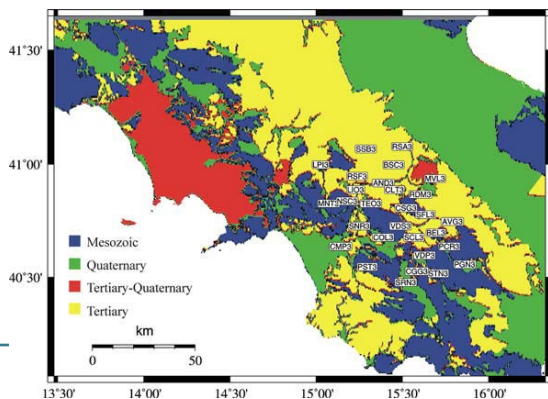 41°30'
41°00'
40°30'
SSB3
RSA3
LPI3
BSC3
RSF3
MVL3
AND3
LIO3
CLT3
RDM3
MNT3
NSC3
TEO3
CSG3
SFL3
AVG3
SNR3
VDS3
BEL3
COL3
SCL3
CMP3
PCR3
VDP3
PST3
PGN3
CGG3
STN3
SRN3
Mesozoic
Quaternary
Tertiary-Quaternary
Tertiary
km
0 50
13°30'
14°00'
14°30'
15°00'
15°30'
16°00'